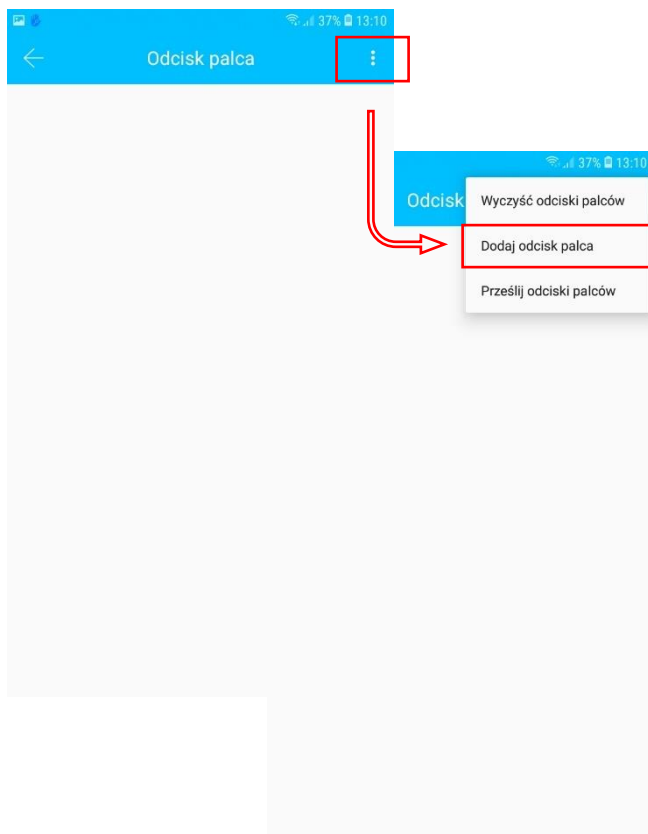 37% 13:10
Odcisk palca
37% 13:10
Odcisk
Wyczyść odciski palców
Dodaj odcisk palca
Prześlij odciski palców